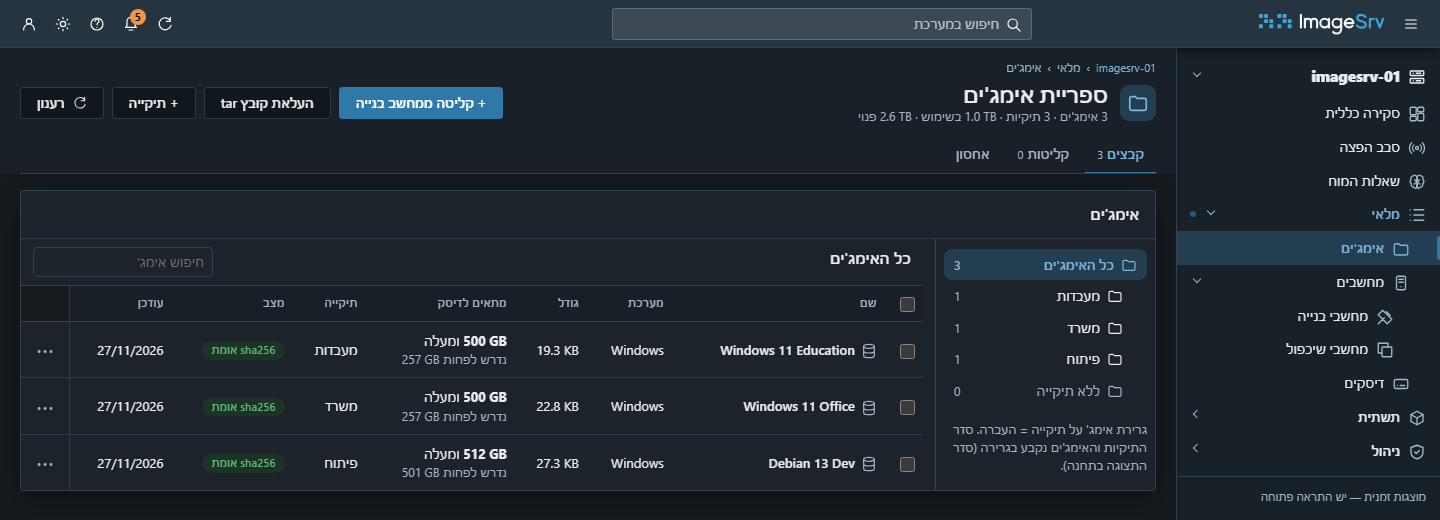 ImageSrv
חיפוש במערכת
5
imagesrv-01
סקירה כללית
סבב הפצה
שאלות המוח
מלאי
אימג'ים
מחשבים
מחשבי בנייה
מחשבי שיכפול
דיסקים
תשתית
ניהול
מוצגות זמנית — יש התראה פתוחה
imagesrv-01 › מלאי › אימג'ים
ספריית אימג'ים
3 אימג'ים · 3 תיקיות · 1.0 TB בשימוש · 2.6 TB פנוי
+ קליטה ממחשב בנייה
העלאת קובץ tar
+ תיקייה
רענון
קבצים 3
קליטות 0
אחסון
אימג'ים
כל האימג'ים 3
מעבדות 1
משרד 1
פיתוח 1
ללא תיקייה 0
גרירת אימג' על תיקייה = העברה. סדר
התיקיות והאימג'ים נקבע בגרירה (סדר
התצוגה בתחנה).
כל האימג'ים
חיפוש אימג'
שם מערכת גודל מתאים לדיסק תיקייה מצב עודכן
Windows 11 Education Windows 19.3 KB 500 GB ומעלה מעבדות sha256 אומת 27/11/2026
נדרש לפחות 257 GB
Windows 11 Office Windows 22.8 KB 500 GB ומעלה משרד sha256 אומת 27/11/2026
נדרש לפחות 257 GB
Debian 13 Dev Windows 27.3 KB 512 GB ומעלה פיתוח sha256 אומת 27/11/2026
נדרש לפחות 501 GB